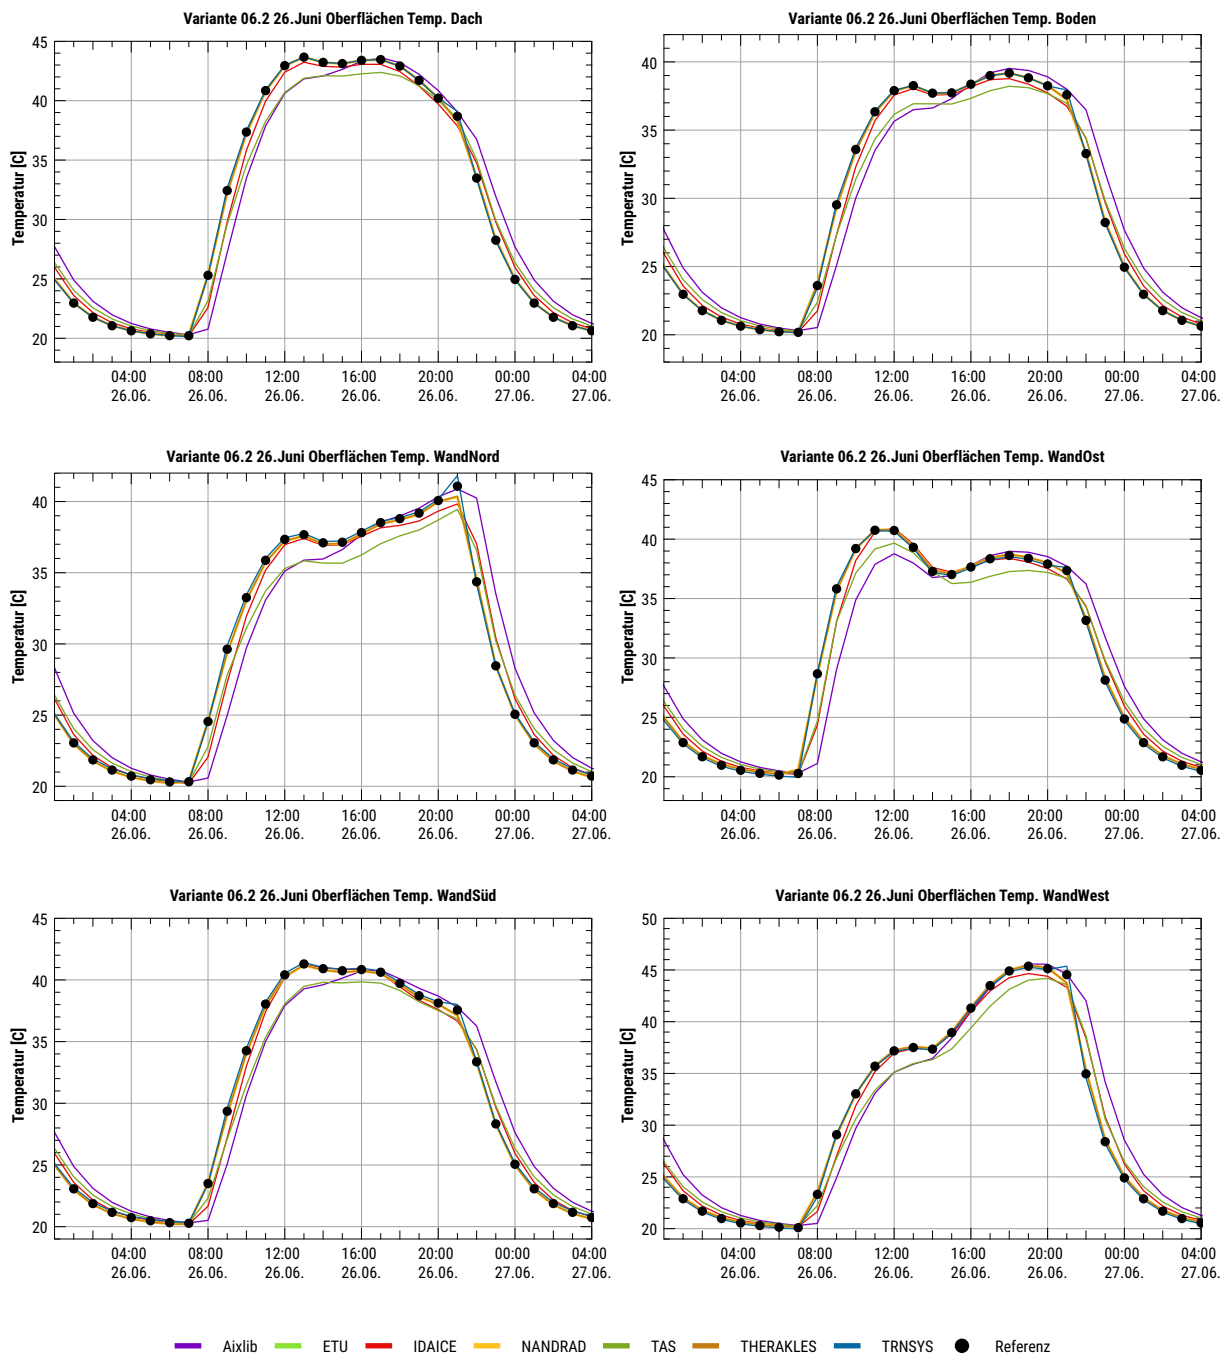 Variante 06.2 26.Juni Oberflächen Temp. Dach
Temperatur [C]
45
40
35
30
25
20
04:00 08:00 12:00 16:00 20:00 00:00 04:00
26.06. 26.06. 26.06. 26.06. 26.06. 27.06. 27.06.
Variante 06.2 26.Juni Oberflächen Temp. Boden
Temperatur [C]
40
35
30
25
20
04:00 08:00 12:00 16:00 20:00 00:00 04:00
26.06. 26.06. 26.06. 26.06. 26.06. 27.06. 27.06.
Variante 06.2 26.Juni Oberflächen Temp. WandNord
Temperatur [C]
40
35
30
25
20
04:00 08:00 12:00 16:00 20:00 00:00 04:00
26.06. 26.06. 26.06. 26.06. 26.06. 27.06. 27.06.
Variante 06.2 26.Juni Oberflächen Temp. WandOst
Temperatur [C]
45
40
35
30
25
20
04:00 08:00 12:00 16:00 20:00 00:00 04:00
26.06. 26.06. 26.06. 26.06. 26.06. 27.06. 27.06.
Variante 06.2 26.Juni Oberflächen Temp. WandSüd
Temperatur [C]
45
40
35
30
25
20
04:00 08:00 12:00 16:00 20:00 00:00 04:00
26.06. 26.06. 26.06. 26.06. 26.06. 27.06. 27.06.
Variante 06.2 26.Juni Oberflächen Temp. WandWest
Temperatur [C]
50
45
40
35
30
25
20
04:00 08:00 12:00 16:00 20:00 00:00 04:00
26.06. 26.06. 26.06. 26.06. 26.06. 27.06. 27.06.
Aixlib ETU IDAICE NANDRAD TAS THERAKLES TRNSYS Referenz